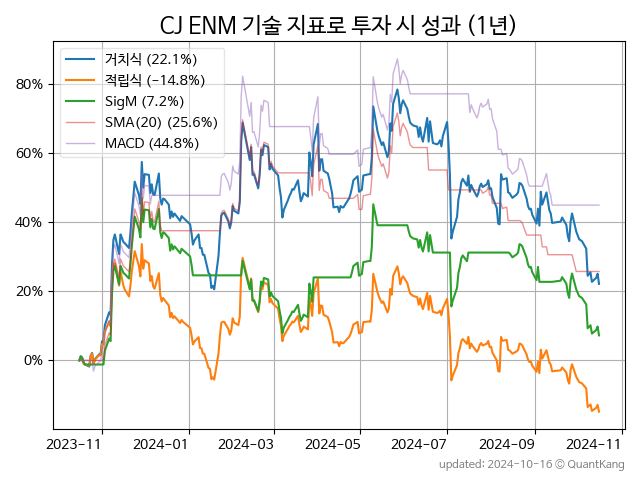 CJ ENM 기술 지표로 투자 시 성과 (1년)
거치식 (22.1%)
적립식 (−14.8%)
SigM (7.2%)
SMA(20) (25.6%)
MACD (44.8%)
80%
60%
40%
20%
0%
2023-11 2024-01 2024-03 2024-05 2024-07 2024-09 2024-11
updated: 2024-10-16 © QuantKang